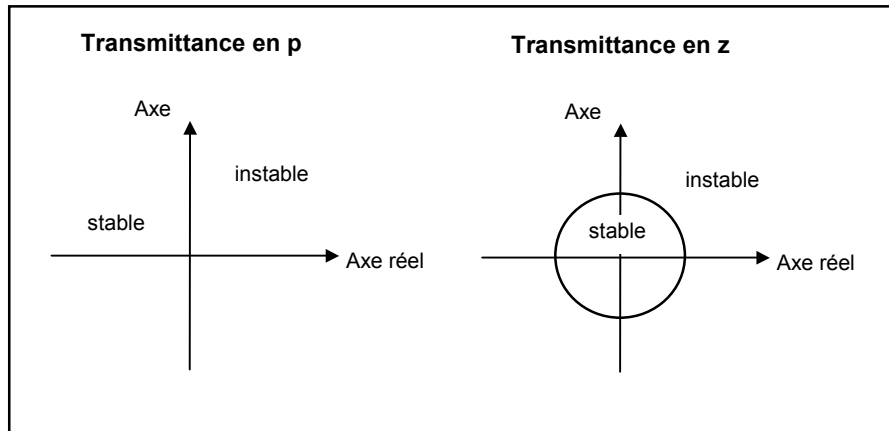 Transmittance en p
Axe
instable
stable
Axe réel
Transmittance en z
Axe
instable
stable
Axe réel